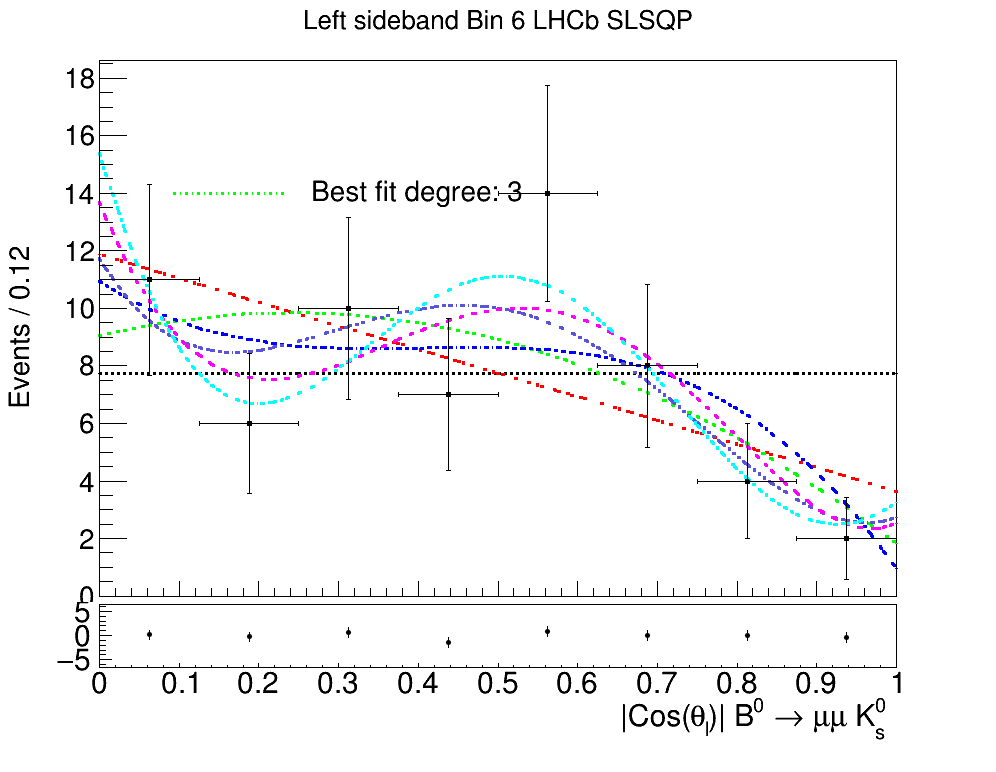 Left sideband Bin 6 LHCb SLSQP
Events / 0.12
18
16
14
12
10
8
6
4
2
0
Best fit degree: 3
5
0
−5
0 0.1 0.2 0.3 0.4 0.5 0.6 0.7 0.8 0.9 1
|Cos(θ_l)| B⁰ → μμ K_s⁰